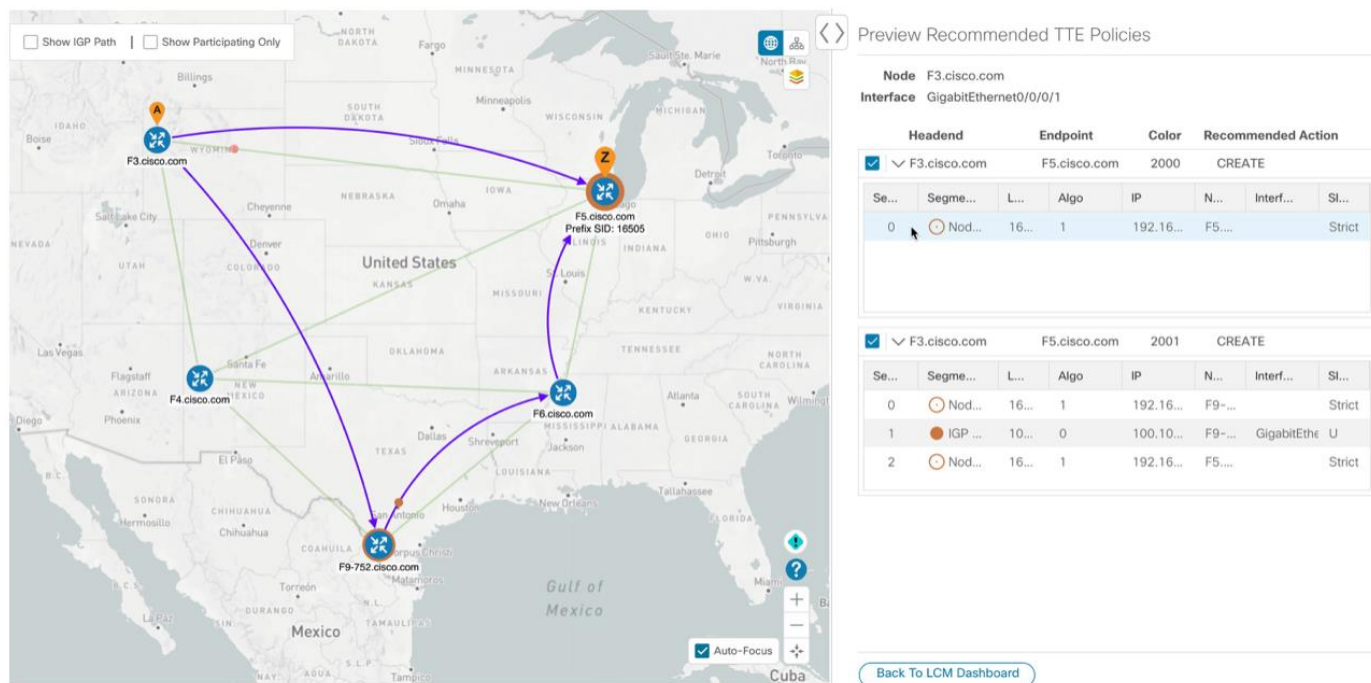 Show IGP Path | Show Participating Only
NORTH DAKOTA
Fargo
Sault Ste. Marie
North Bay
Billings
MINNESOTA
Minneapolis
WISCONSIN
MICHIGAN
SOUTH DAKOTA
IDAHO
Boise
A
F3.cisco.com
WYOMING
Sioux Falls
Toronto
Detroit
Z
F5.cisco.com
Prefix SID: 16505
NEBRASKA
IOWA
Omaha
Cheyenne
Salt Lake City
NEVADA
UTAH
Denver
COLORADO
United States
KANSAS
ILLINOIS
INDIANA
OHIO
Pittsburgh
PENNSYLVA
St. Louis
MISSOURI
W.VA.
VIRGINIA
KENTUCKY
Las Vegas
Flagstaff
Santa Fe
OKLAHOMA
TENNESSEE
NORTH CAROLINA
Amarillo
ARKANSAS
ARIZONA
NEW MEXICO
F4.cisco.com
Phoenix
Diego
F6.cisco.com
Atlanta
SOUTH CAROLINA
Wilming
MISSISSIPPI
ALABAMA
GEORGIA
Dallas
Shreveport
Jackson
TEXAS
El Paso
LOUISIANA
B.C.
SONORA
Hermosillo
CHIHUAHUA
Chihuahua
San Antonio
Houston
New Orleans
Tallahassee
FLORIDA
COAHUILA
Corpus Christi
F9-752.cisco.com
Matamoros
Torreón
N.L.
B.C.S.
La Paz
SIN.
DURANGO
TAMAULIPAS
Mexico
Gulf of Mexico
Miami
S.L.P.
NAY.
AGUA.
Tampico
Cuba
Auto-Focus
Preview Recommended TTE Policies
Node F3.cisco.com
Interface GigabitEthernet0/0/0/1
Headend Endpoint Color Recommended Action
F3.cisco.com F5.cisco.com 2000 CREATE
Se... Segme... L... Algo IP N... Interf... SI...
0 Nod... 16... 1 192.16... F5.... Strict
F3.cisco.com F5.cisco.com 2001 CREATE
Se... Segme... L... Algo IP N... Interf... SI...
0 Nod... 16... 1 192.16... F9-... Strict
1 IGP ... 10... 0 100.10... F9-... GigabitEthe U
2 Nod... 16... 1 192.16... F5.... Strict
Back To LCM Dashboard